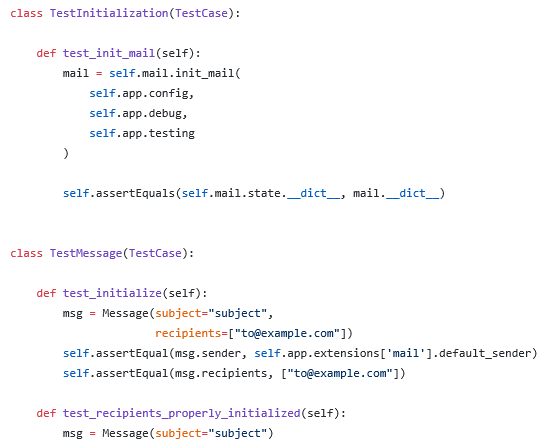 class TestInitialization(TestCase):
    def test_init_mail(self):
        mail = self.mail.init_mail(
            self.app.config,
            self.app.debug,
            self.app.testing
        )
        self.assertEquals(self.mail.state.__dict__, mail.__dict__)
class TestMessage(TestCase):
    def test_initialize(self):
        msg = Message(subject="subject",
                      recipients=["to@example.com"])
        self.assertEqual(msg.sender, self.app.extensions['mail'].default_sender)
        self.assertEqual(msg.recipients, ["to@example.com"])
    def test_recipients_properly_initialized(self):
        msg = Message(subject="subject")